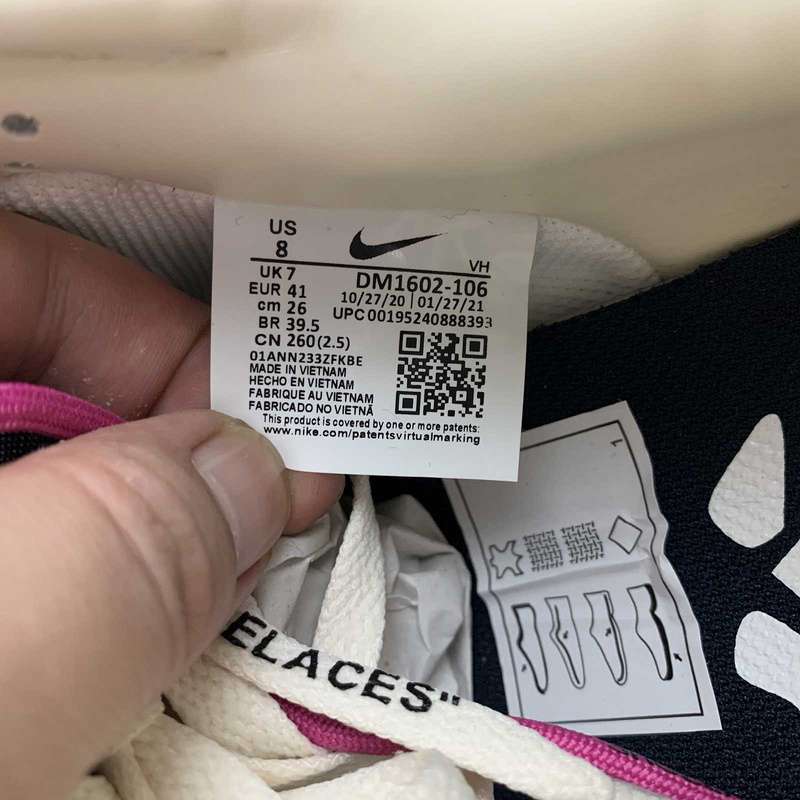 US
8
VH
UK 7
EUR 41
cm 26
BR 39.5
CN 260(2.5)
DM1602-106
10/27/20 | 01/27/21
UPC 00195240888393
01ANN233ZFKBE
MADE IN VIETNAM
HECHO EN VIETNAM
FABRIQUE AU VIETNAM
FABRICADO NO VIETNÃ
This product is covered by one or more patents:
www.nike.com/patentsvirtualmarking
1
ELACES"